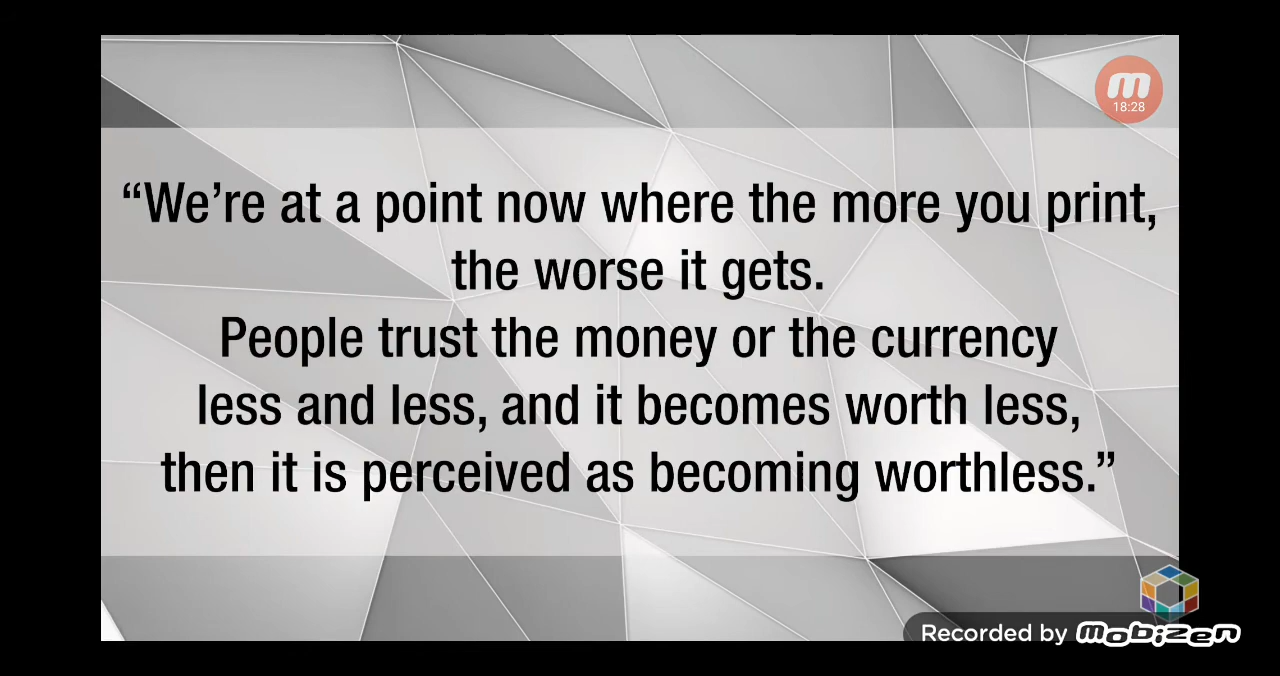 m
18:28
“We’re at a point now where the more you print,
the worse it gets.
People trust the money or the currency
less and less, and it becomes worth less,
then it is perceived as becoming worthless.”
Recorded by mobizen